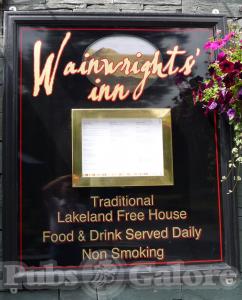 Wainwrights'
inn
Traditional
Lakeland Free House
Food & Drink Served Daily
Non Smoking
Pubs Galore